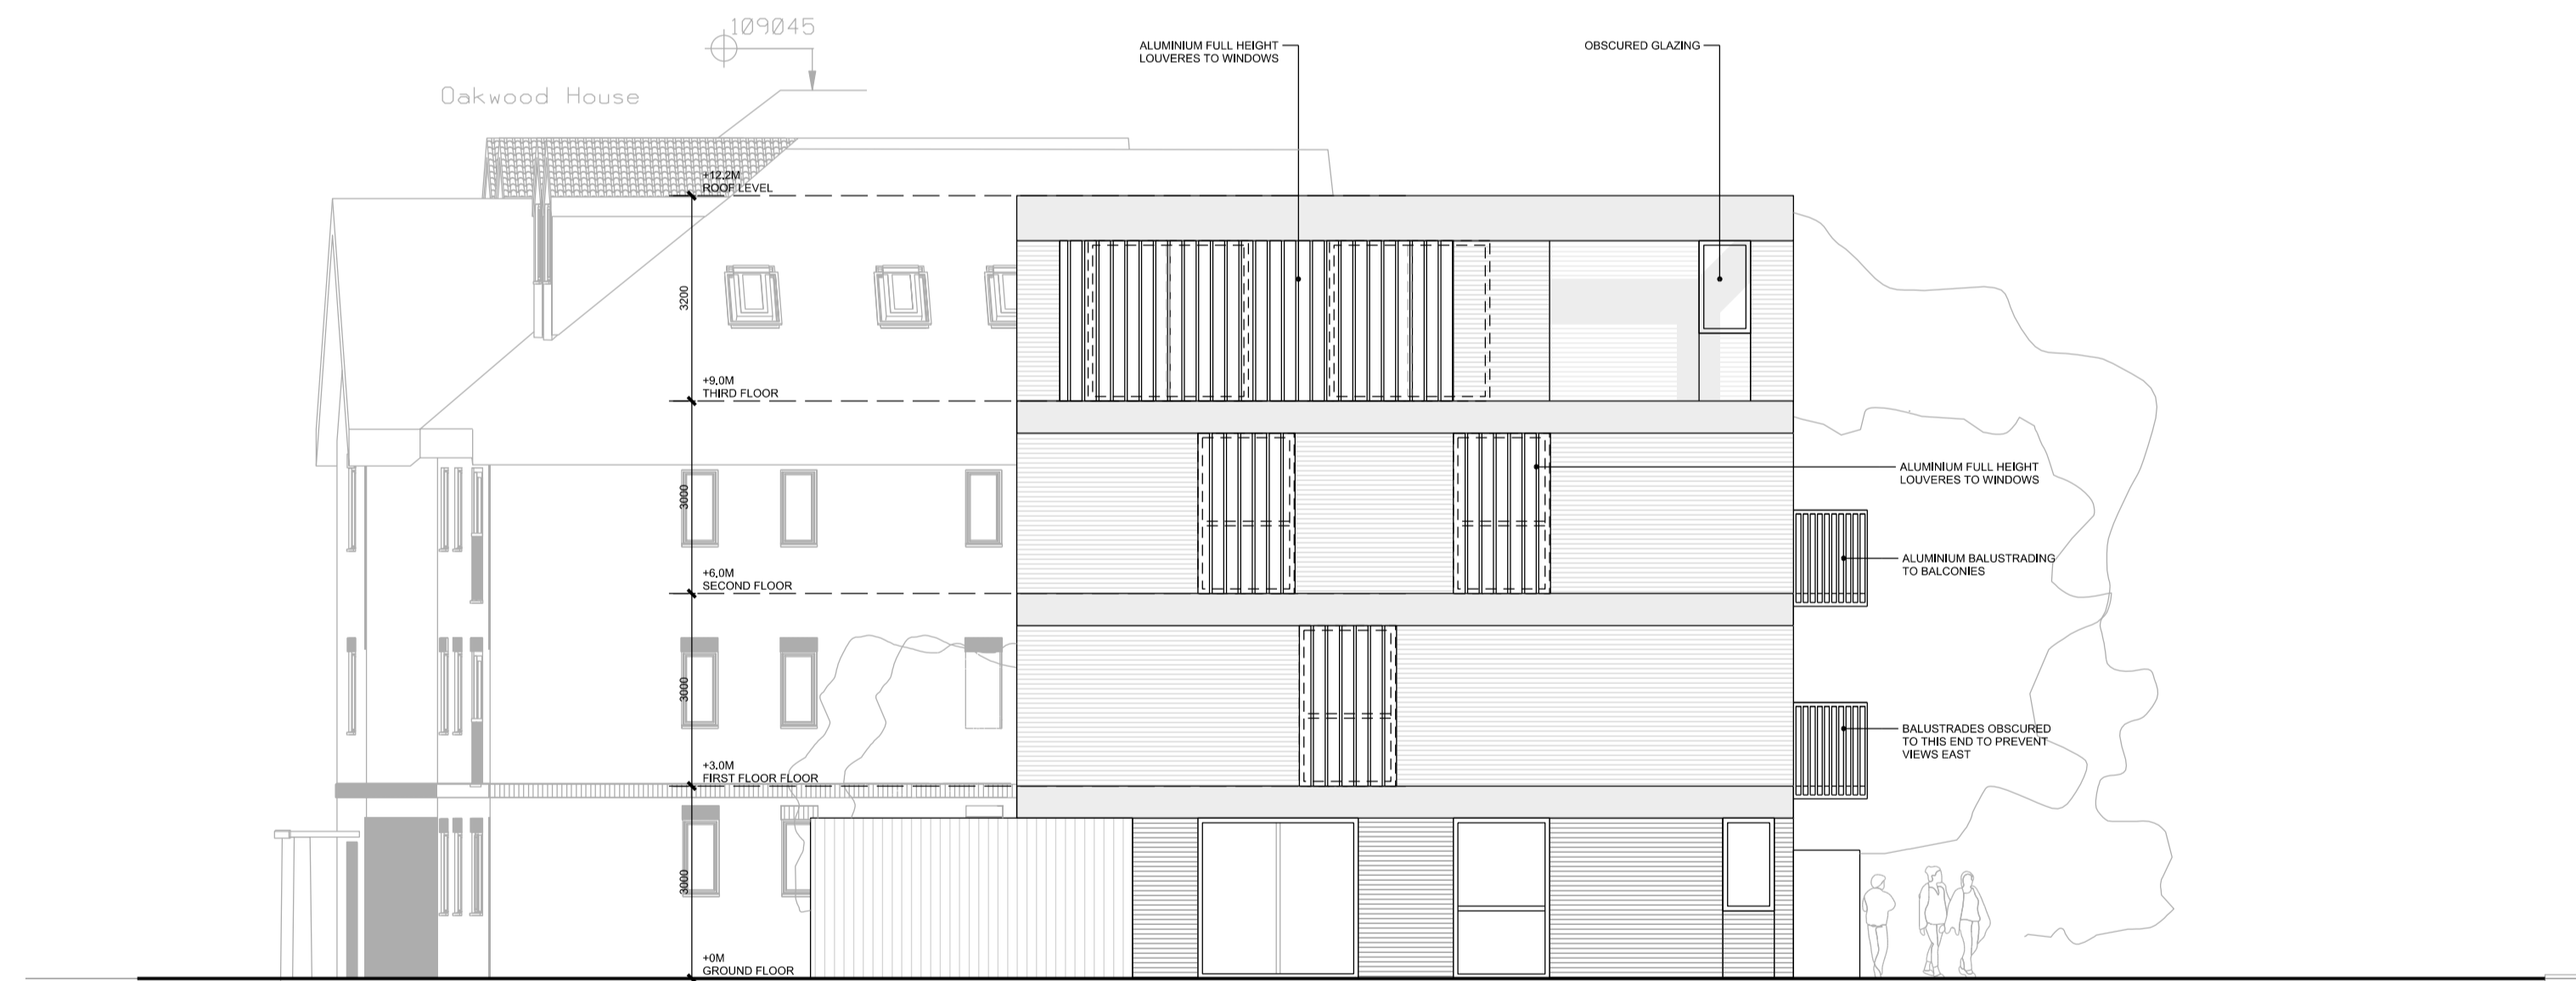 109045
Oakwood House
ALUMINIUM FULL HEIGHT
LOUVERES TO WINDOWS
OBSCURED GLAZING
+12.2M
ROOF LEVEL
3200
+9.0M
THIRD FLOOR
3000
ALUMINIUM FULL HEIGHT
LOUVERES TO WINDOWS
ALUMINIUM BALUSTRADING
TO BALCONIES
+6.0M
SECOND FLOOR
3000
BALUSTRADES OBSCURED
TO THIS END TO PREVENT
VIEWS EAST
+3.0M
FIRST FLOOR FLOOR
3000
+0M
GROUND FLOOR